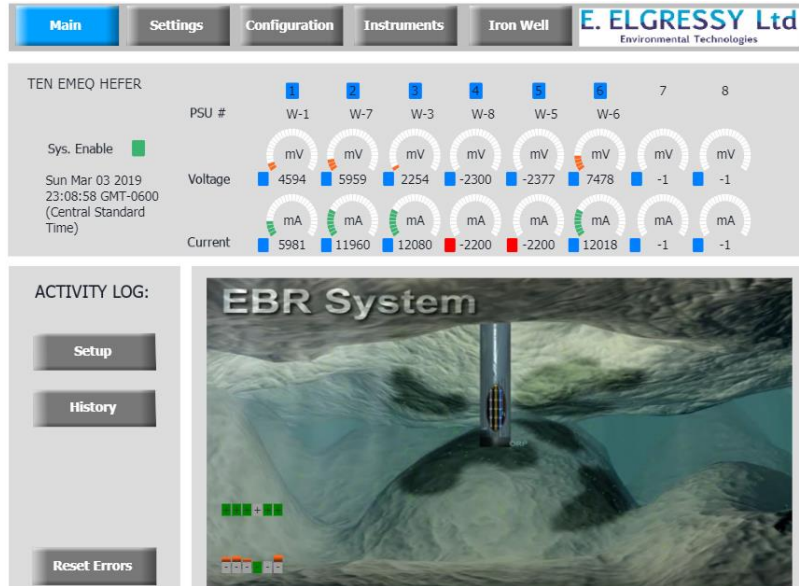 Main Settings Configuration Instruments Iron Well E. ELGRESSY Ltd
Environmental Technologies
TEN EMEQ HEFER
1 2 3 4 5 6 7 8
PSU # W-1 W-7 W-3 W-8 W-5 W-6
Sys. Enable
mV mV mV mV mV mV mV mV
Voltage 4594 5959 2254 -2300 -2377 7478 -1 -1
Sun Mar 03 2019
23:08:58 GMT-0600
(Central Standard
Time)
mA mA mA mA mA mA mA mA
Current 5981 11960 12080 -2200 -2200 12018 -1 -1
ACTIVITY LOG:
Setup
History
Reset Errors
EBR System